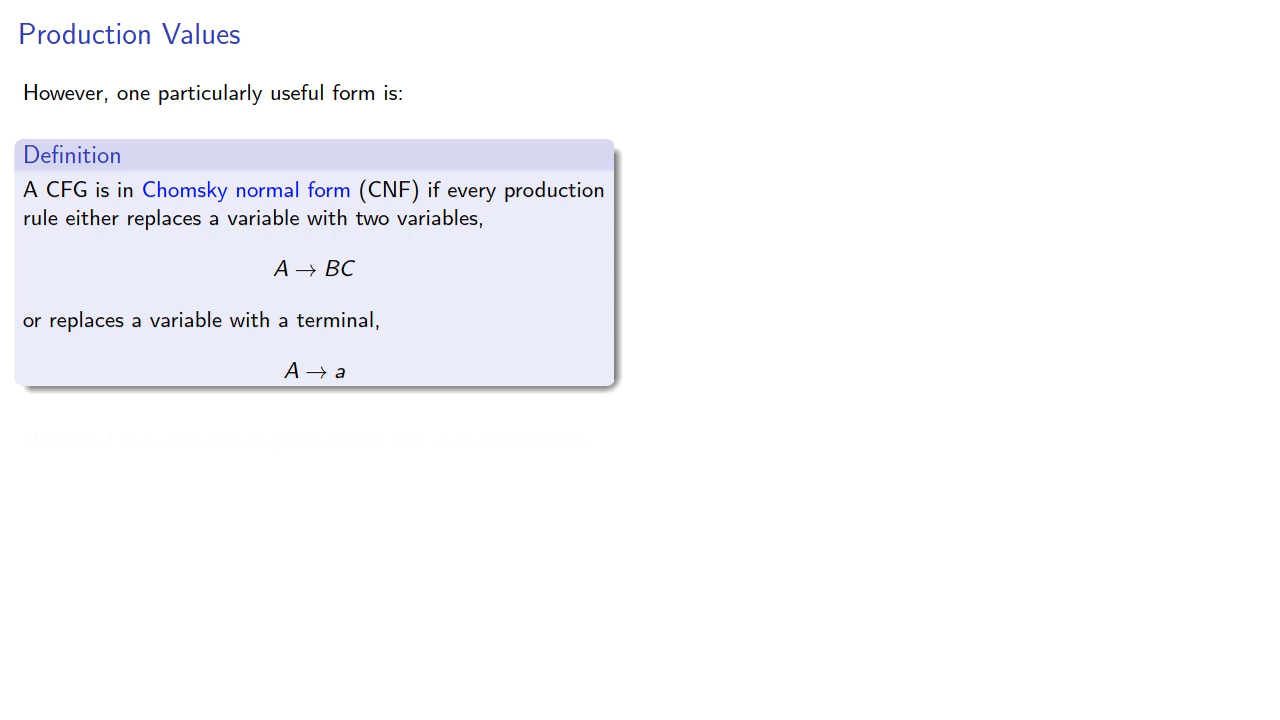 Production Values
However, one particularly useful form is:
Definition
A CFG is in Chomsky normal form (CNF) if every production
rule either replaces a variable with two variables,
A → BC
or replaces a variable with a terminal,
A → a